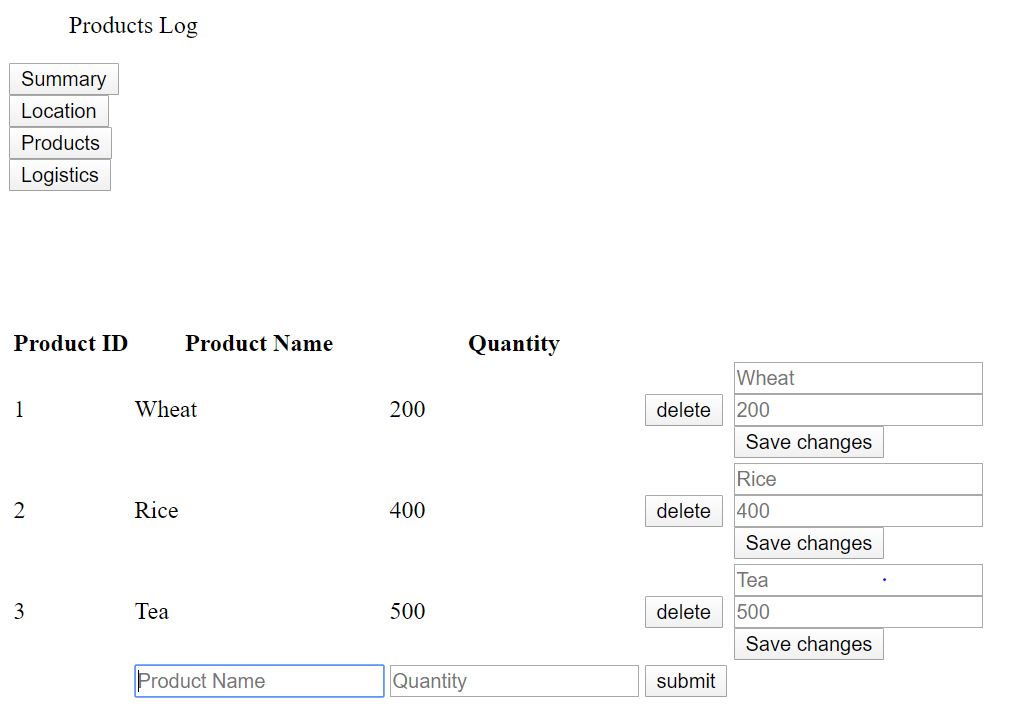 Products Log
Summary
Location
Products
Logistics
Product ID Product Name Quantity
Wheat
1 Wheat 200 delete 200
Save changes
Rice
2 Rice 400 delete 400
Save changes
Tea
3 Tea 500 delete 500
Save changes
Product Name Quantity submit